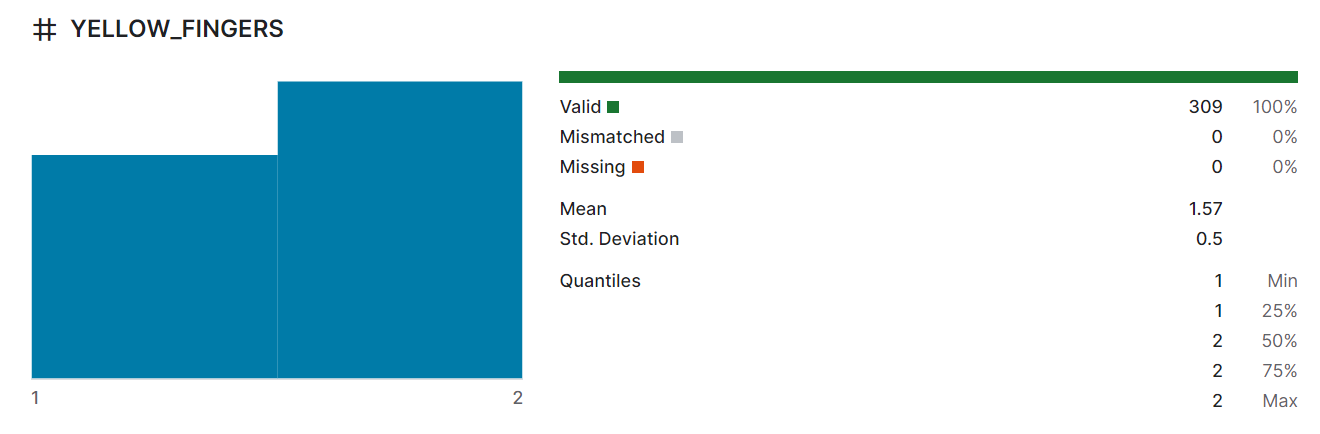 # YELLOW_FINGERS
1 2
Valid 309 100%
Mismatched 0 0%
Missing 0 0%
Mean 1.57
Std. Deviation 0.5
Quantiles 1 Min
1 25%
2 50%
2 75%
2 Max